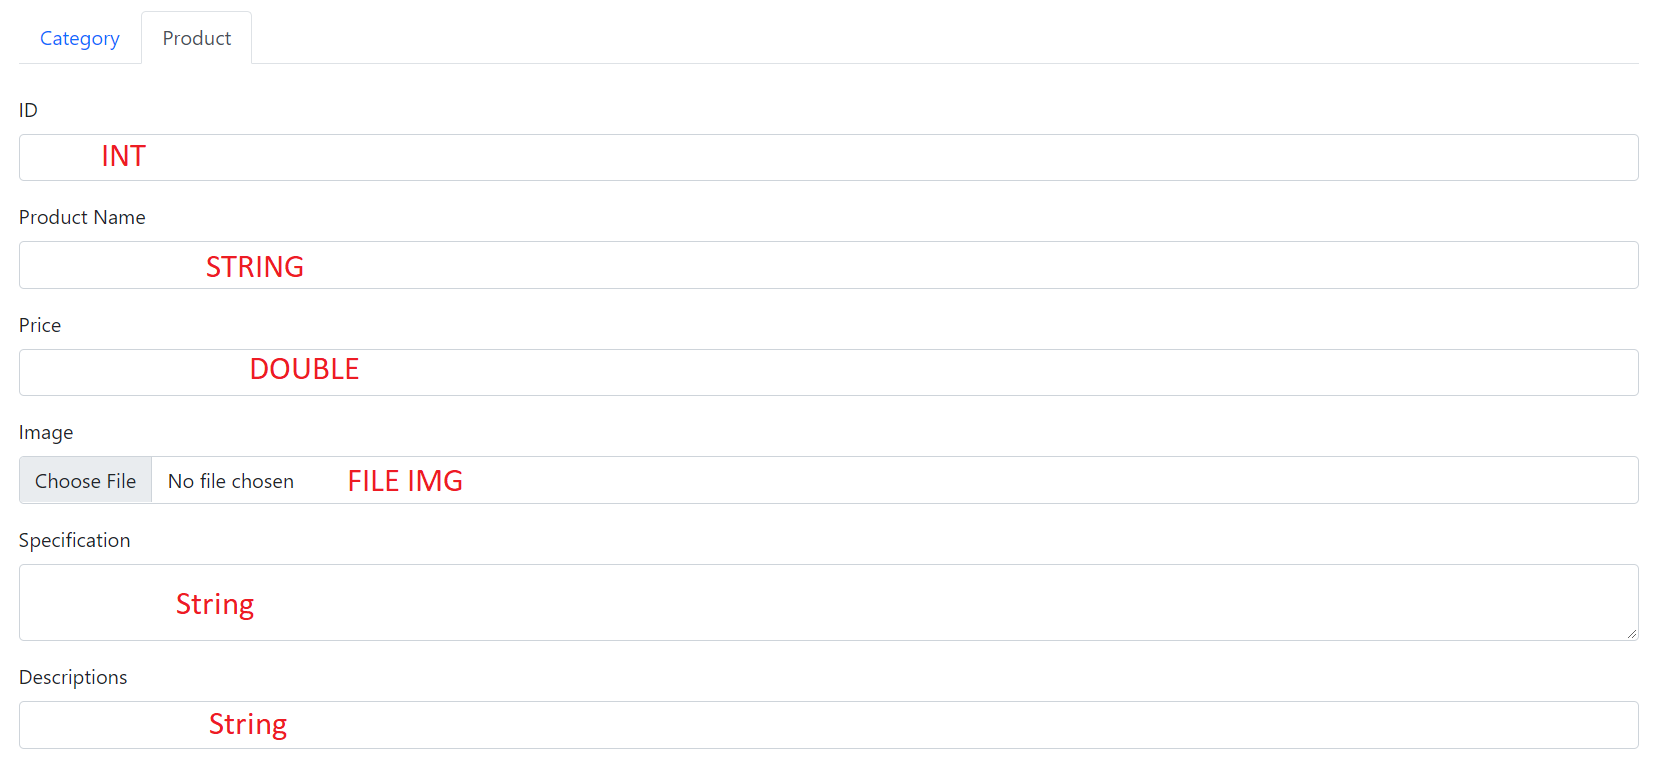 Category Product
ID
INT
Product Name
STRING
Price
DOUBLE
Image
Choose File No file chosen FILE IMG
Specification
String
Descriptions
String